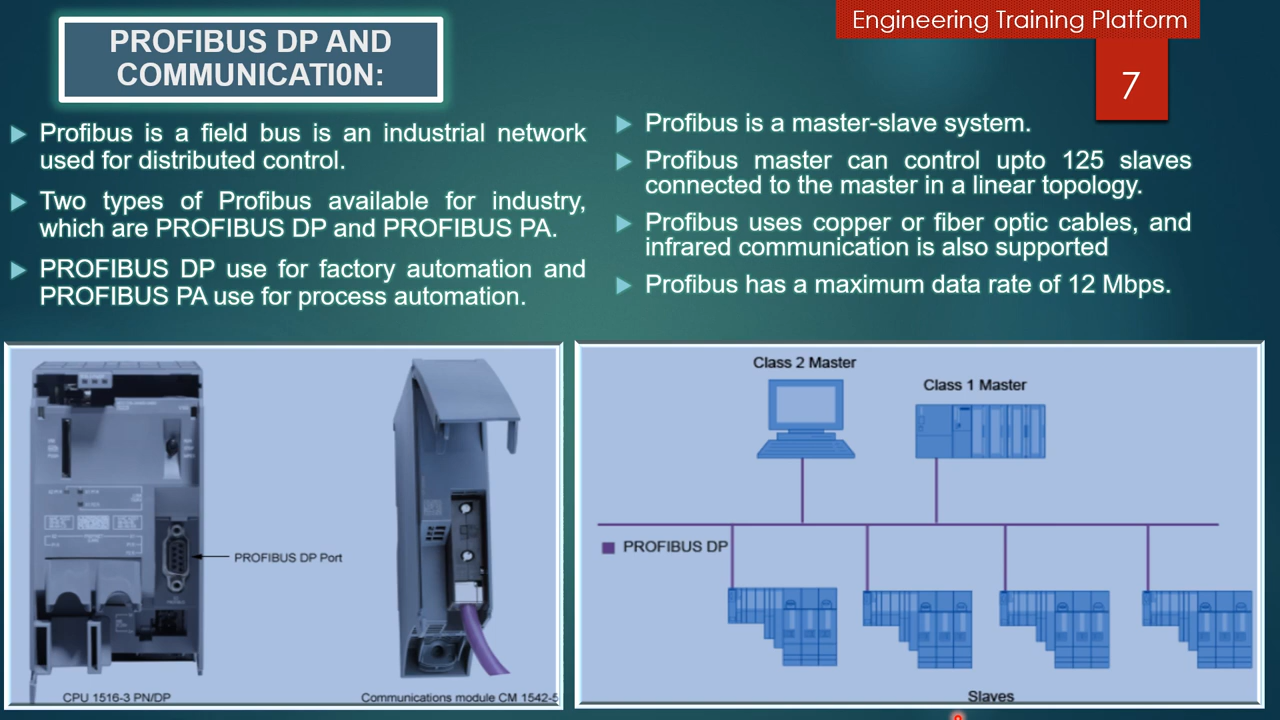 Engineering Training Platform
7
PROFIBUS DP AND
COMMUNICATI0N:
Profibus is a field bus is an industrial network
used for distributed control.
Two types of Profibus available for industry,
which are PROFIBUS DP and PROFIBUS PA.
PROFIBUS DP use for factory automation and
PROFIBUS PA use for process automation.
Profibus is a master-slave system.
Profibus master can control upto 125 slaves
connected to the master in a linear topology.
Profibus uses copper or fiber optic cables, and
infrared communication is also supported
Profibus has a maximum data rate of 12 Mbps.
PROFIBUS DP Port
CPU 1516-3 PN/DP
Communications module CM 1542-5
Class 2 Master
Class 1 Master
PROFIBUS DP
Slaves